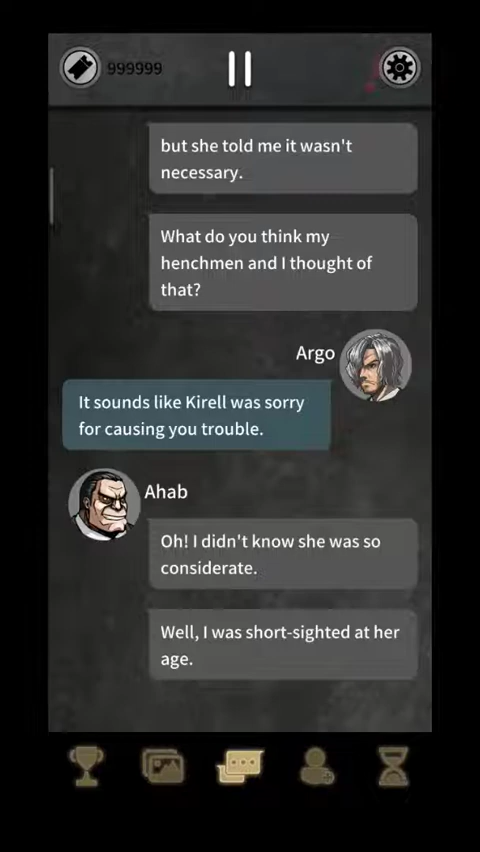 999999
but she told me it wasn't
necessary.
What do you think my
henchmen and I thought of
that?
Argo
It sounds like Kirell was sorry
for causing you trouble.
Ahab
Oh! I didn't know she was so
considerate.
Well, I was short-sighted at her
age.